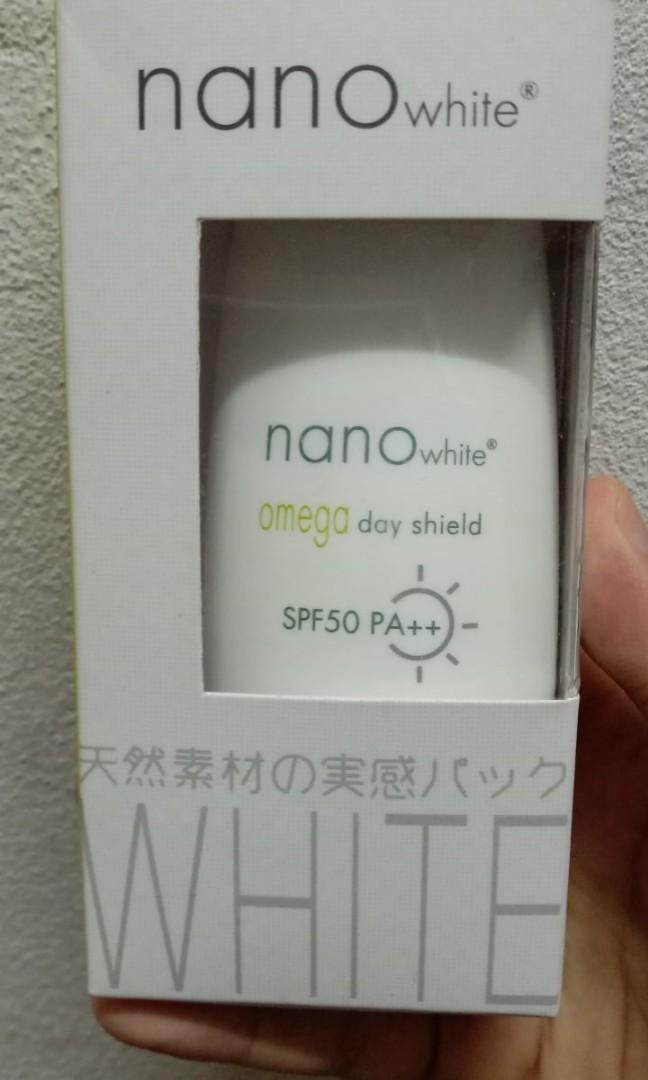 nanowhite®
nanowhite®
omega day shield
SPF50 PA++
天然素材の実感パック
WHITE